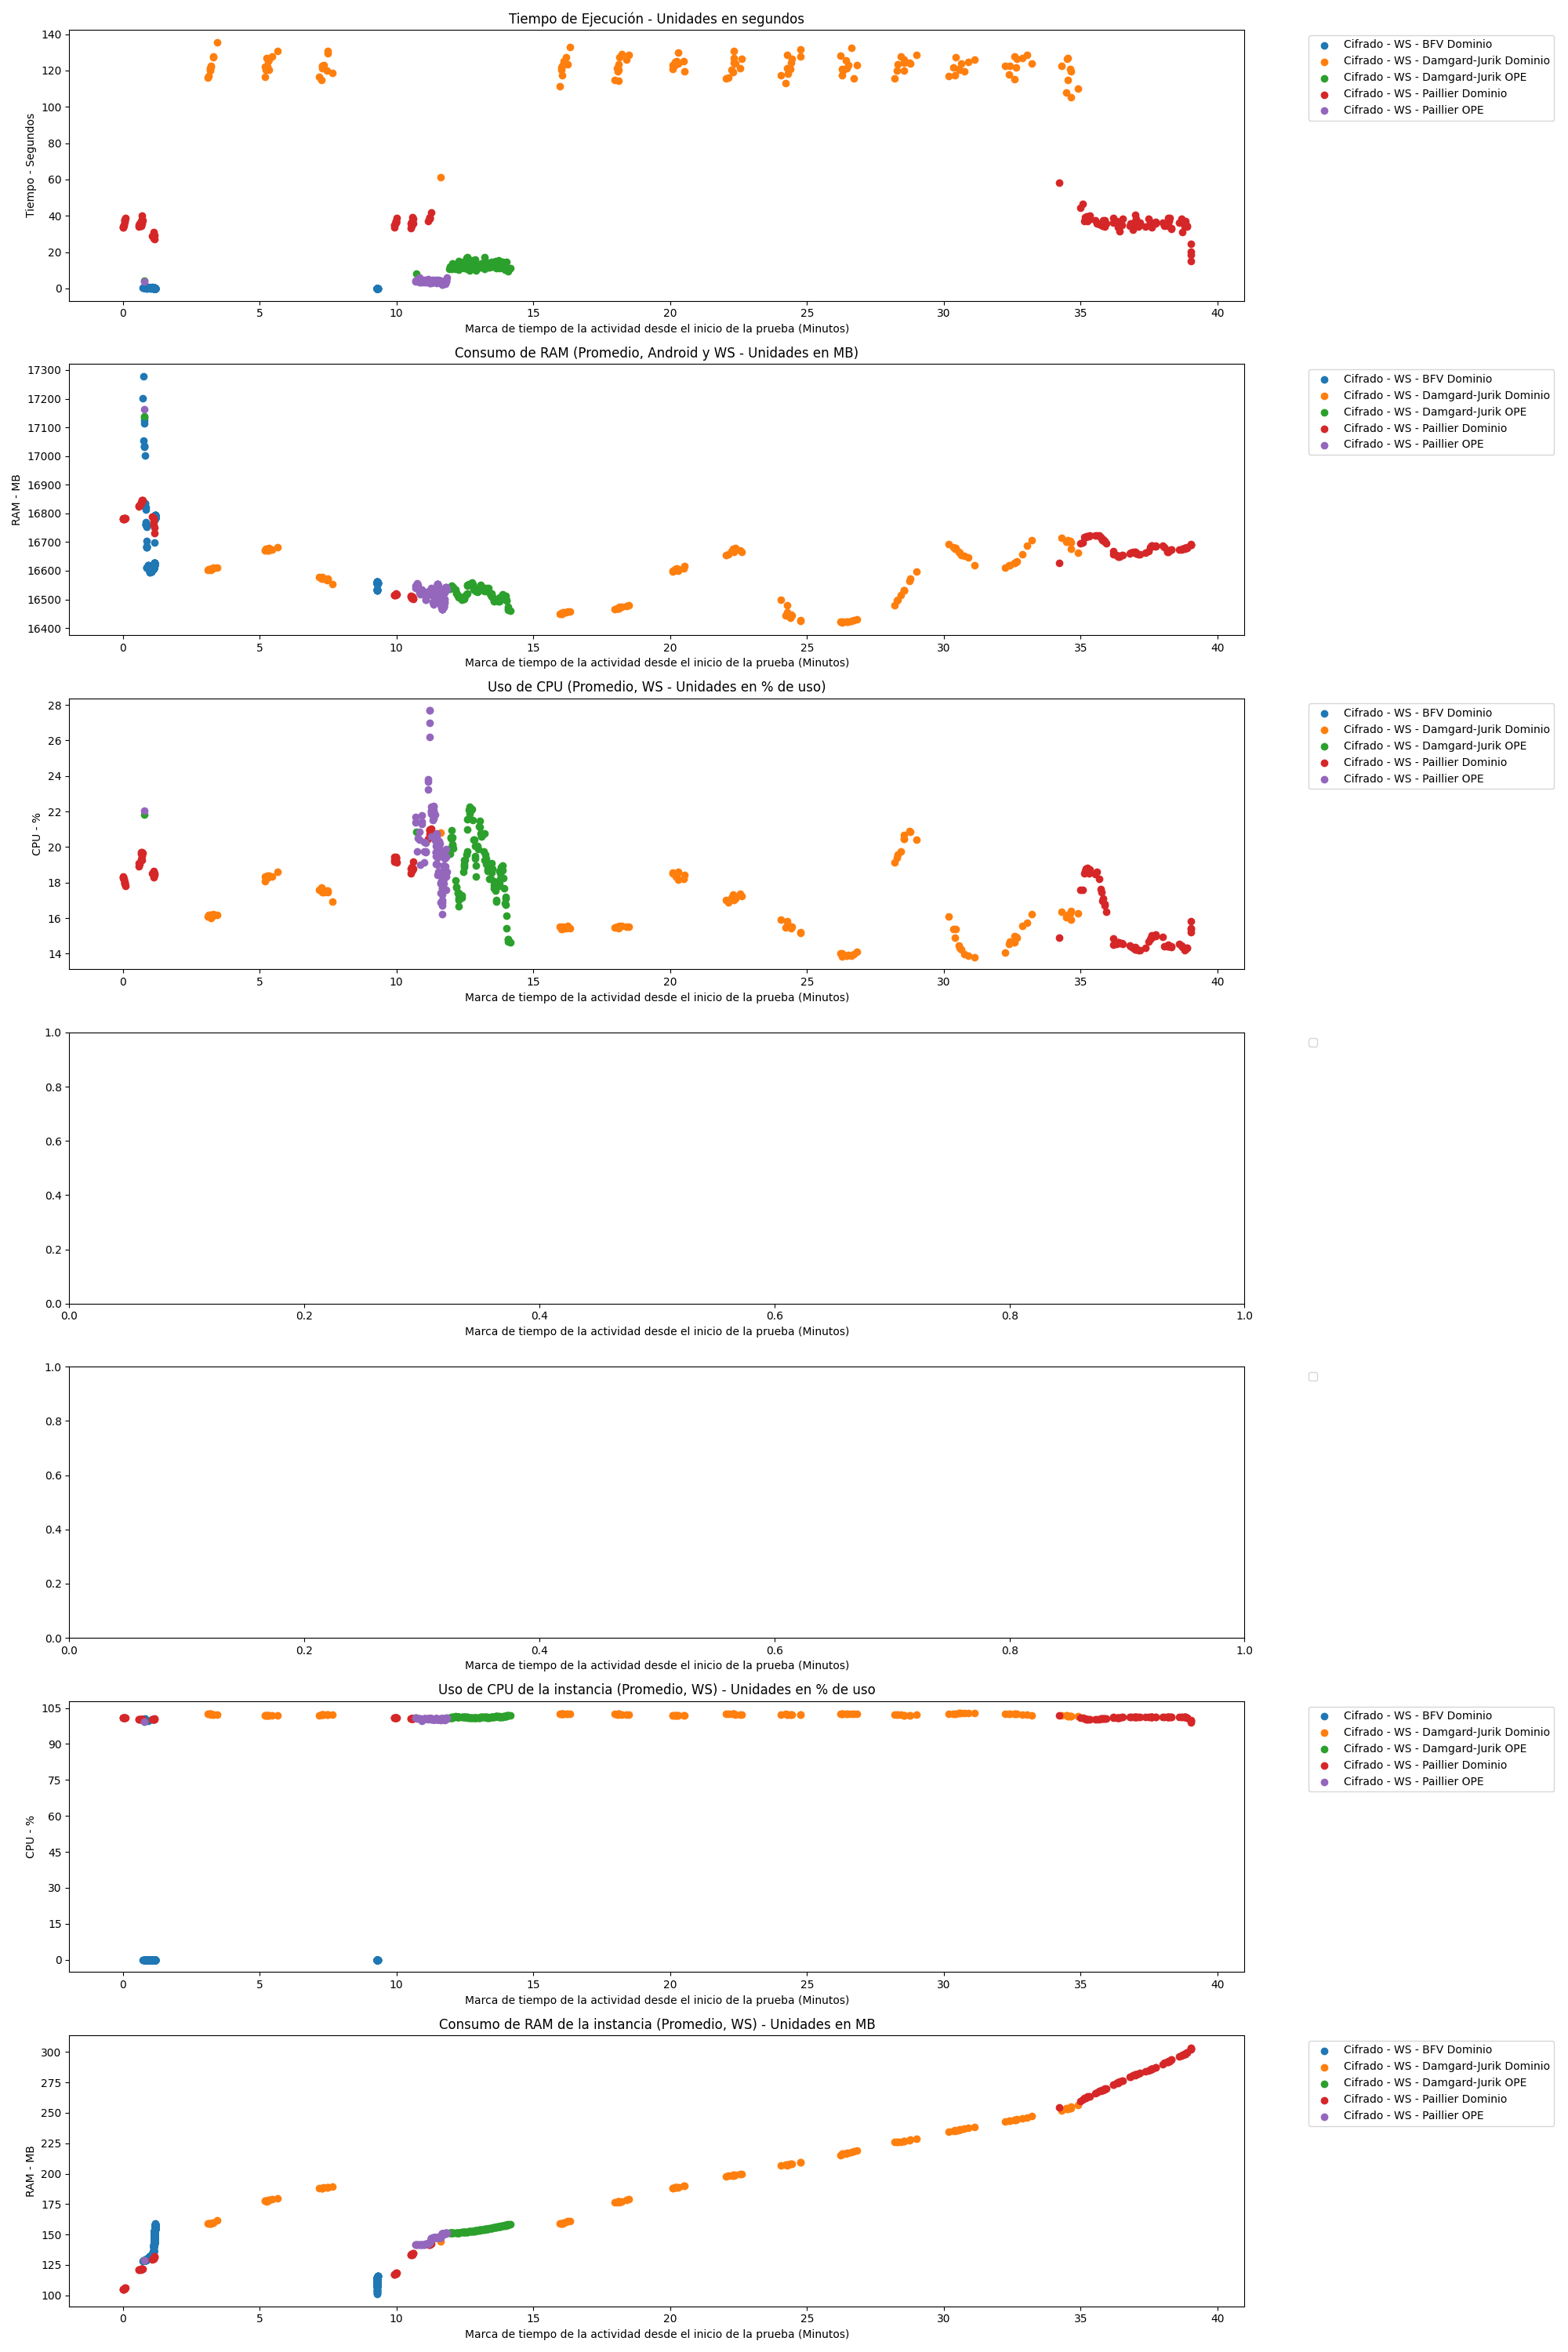 Tiempo de Ejecución - Unidades en segundos
140
120
100
80
60
40
20
0
Tiempo - Segundos
0 5 10 15 20 25 30 35 40
Marca de tiempo de la actividad desde el inicio de la prueba (Minutos)
Cifrado - WS - BFV Dominio
Cifrado - WS - Damgard-Jurik Dominio
Cifrado - WS - Damgard-Jurik OPE
Cifrado - WS - Paillier Dominio
Cifrado - WS - Paillier OPE
Consumo de RAM (Promedio, Android y WS - Unidades en MB)
17300
17200
17100
17000
16900
16800
16700
16600
16500
16400
RAM - MB
0 5 10 15 20 25 30 35 40
Marca de tiempo de la actividad desde el inicio de la prueba (Minutos)
Cifrado - WS - BFV Dominio
Cifrado - WS - Damgard-Jurik Dominio
Cifrado - WS - Damgard-Jurik OPE
Cifrado - WS - Paillier Dominio
Cifrado - WS - Paillier OPE
Uso de CPU (Promedio, WS - Unidades en % de uso)
28
26
24
22
20
18
16
14
CPU - %
0 5 10 15 20 25 30 35 40
Marca de tiempo de la actividad desde el inicio de la prueba (Minutos)
Cifrado - WS - BFV Dominio
Cifrado - WS - Damgard-Jurik Dominio
Cifrado - WS - Damgard-Jurik OPE
Cifrado - WS - Paillier Dominio
Cifrado - WS - Paillier OPE
1.0
0.8
0.6
0.4
0.2
0.0
0.0 0.2 0.4 0.6 0.8 1.0
Marca de tiempo de la actividad desde el inicio de la prueba (Minutos)
1.0
0.8
0.6
0.4
0.2
0.0
0.0 0.2 0.4 0.6 0.8 1.0
Marca de tiempo de la actividad desde el inicio de la prueba (Minutos)
Uso de CPU de la instancia (Promedio, WS) - Unidades en % de uso
105
90
75
60
45
30
15
0
CPU - %
0 5 10 15 20 25 30 35 40
Marca de tiempo de la actividad desde el inicio de la prueba (Minutos)
Cifrado - WS - BFV Dominio
Cifrado - WS - Damgard-Jurik Dominio
Cifrado - WS - Damgard-Jurik OPE
Cifrado - WS - Paillier Dominio
Cifrado - WS - Paillier OPE
Consumo de RAM de la instancia (Promedio, WS) - Unidades en MB
300
275
250
225
200
175
150
125
100
RAM - MB
0 5 10 15 20 25 30 35 40
Marca de tiempo de la actividad desde el inicio de la prueba (Minutos)
Cifrado - WS - BFV Dominio
Cifrado - WS - Damgard-Jurik Dominio
Cifrado - WS - Damgard-Jurik OPE
Cifrado - WS - Paillier Dominio
Cifrado - WS - Paillier OPE